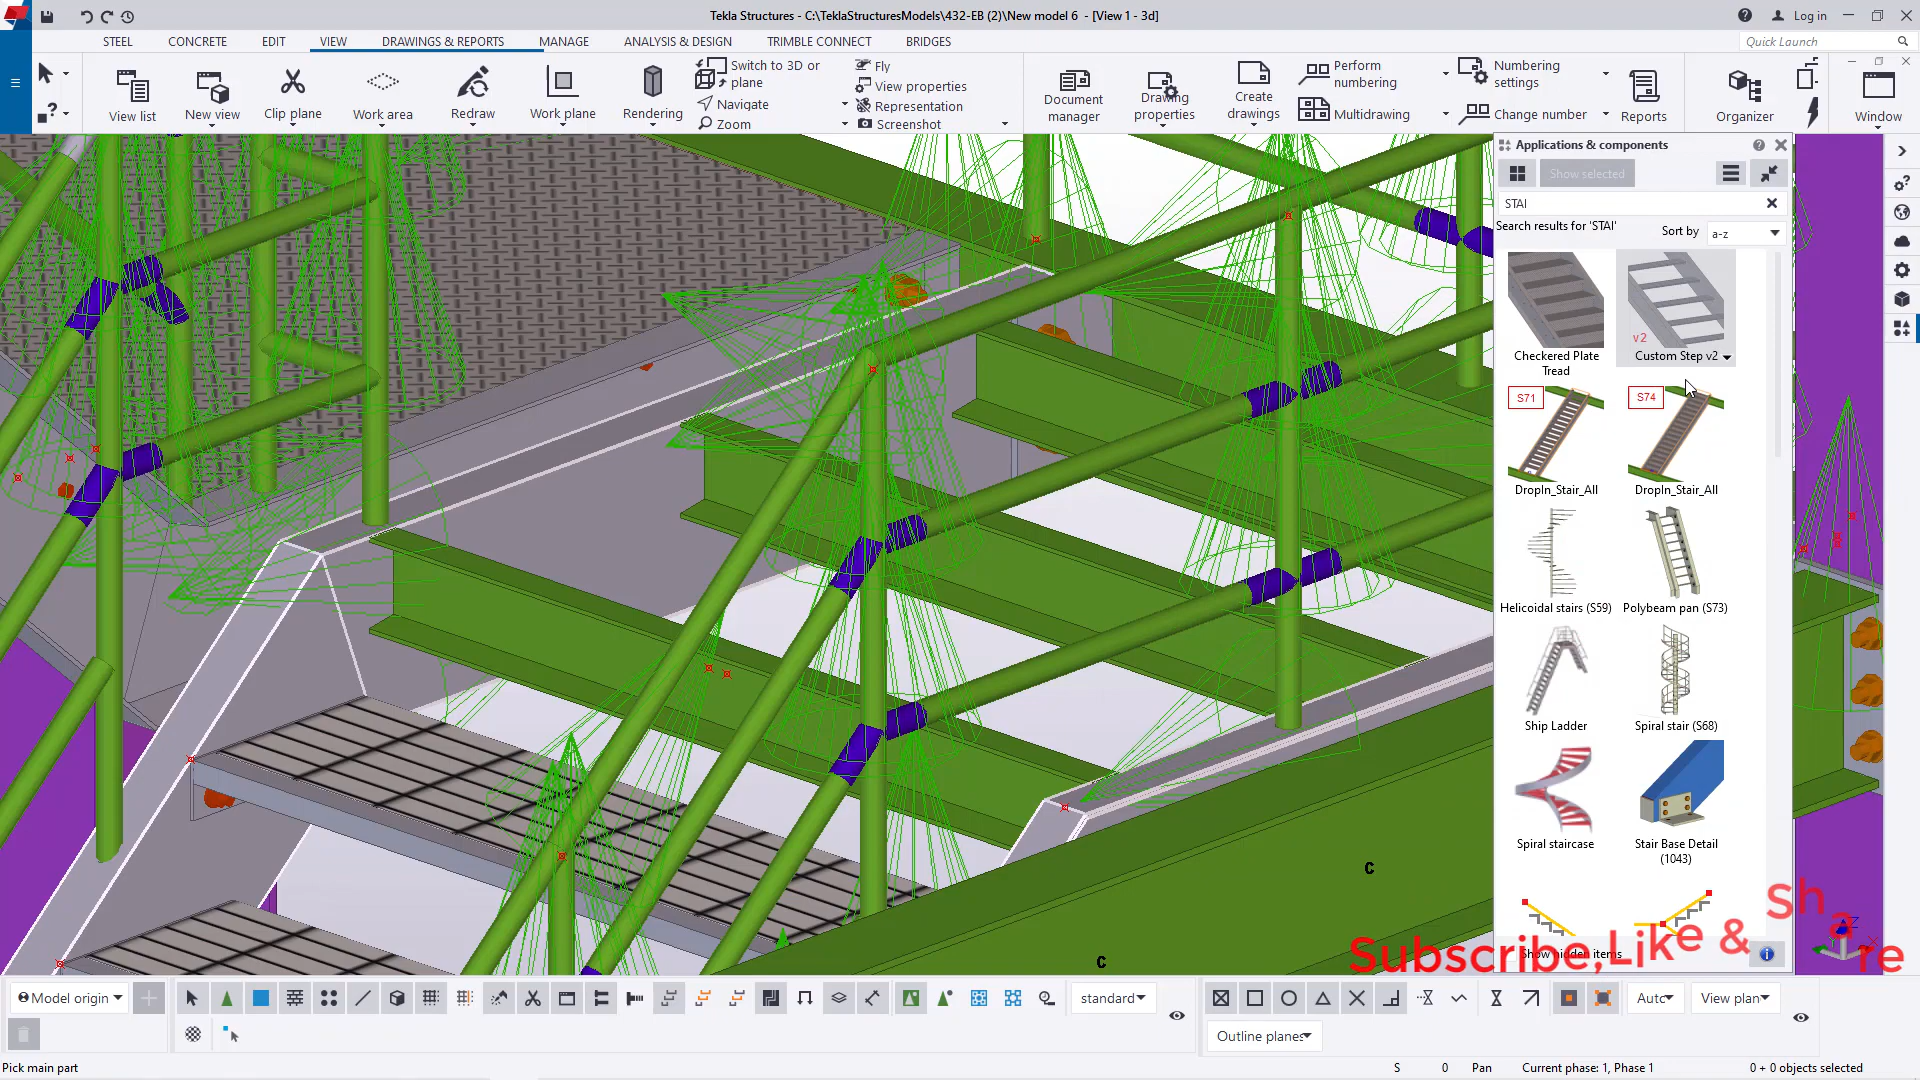 Tekla Structures - C:\TeklaStructuresModels\432-EB (2)\New model 6 - [View 1 - 3d]
Log in
STEEL CONCRETE EDIT VIEW DRAWINGS & REPORTS MANAGE ANALYSIS & DESIGN TRIMBLE CONNECT BRIDGES
Quick Launch
View list
New view
Clip plane
Work area
Redraw
Work plane
Rendering
Switch to 3D or
plane
Navigate
Zoom
Fly
View properties
Representation
Screenshot
Document
manager
Drawing
properties
Create
drawings
Perform
numbering
Multidrawing
Numbering
settings
Change number
Reports
Organizer
Window
Applications & components
Show selected
STAI
Search results for 'STAI'
Sort by
a-z
v2
Checkered Plate
Tread
Custom Step v2
S71
S74
DropIn_Stair_All
DropIn_Stair_All
Helicoidal stairs (S59)
Polybeam pan (S73)
Ship Ladder
Spiral stair (S68)
Spiral staircase
Stair Base Detail
(1043)
Show hidden items
Subscribe,Like & Share
C
C
Z
Model origin
standard
Auto
View plan
Outline planes
Pick main part
S 0 Pan Current phase: 1, Phase 1 0 + 0 objects selected